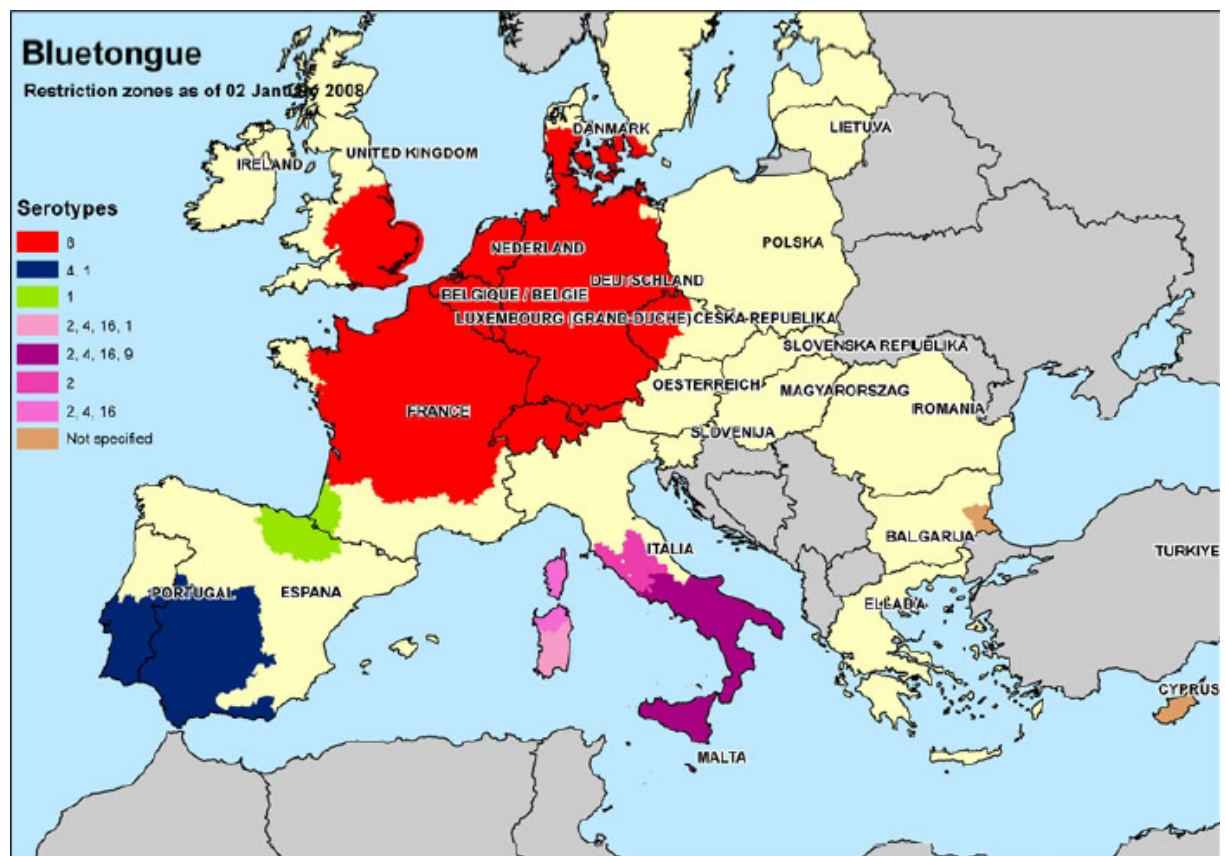 Bluetongue
Restriction zones as of 02 January 2008
IRELAND
UNITED KINGDOM
DANMARK
LIETUVA
Serotypes
8
4, 1
1
2, 4, 16, 1
2, 4, 16, 9
2
2, 4, 16
Not specified
NEDERLAND
POLSKA
DEUTSCHLAND
BELGIQUE / BELGIE
LUXEMBOURG (GRAND-DUCHE)
CESKA REPUBLIKA
SLOVENSKA REPUBLIKA
OESTERREICH
MAGYARORSZAG
FRANCE
ROMANIA
SLOVENIJA
BALGARIJA
ITALIA
TURKIYE
PORTUGAL
ESPANA
ELLADA
CYPRUS
MALTA